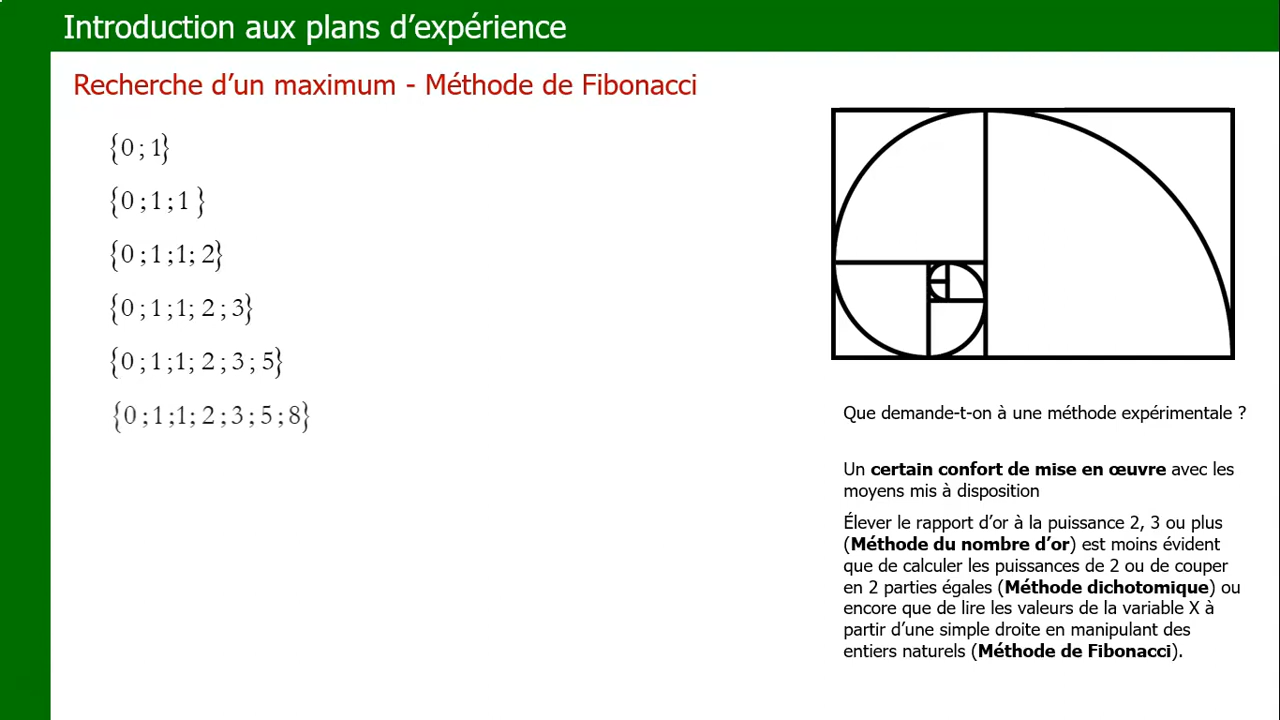 Introduction aux plans d’expérience
Recherche d’un maximum - Méthode de Fibonacci
{0 ; 1}
{0 ; 1 ; 1 }
{0 ; 1 ; 1; 2}
{0 ; 1 ; 1; 2 ; 3}
{0 ; 1 ; 1; 2 ; 3 ; 5}
{0 ; 1 ; 1; 2 ; 3 ; 5 ; 8}
Que demande-t-on à une méthode expérimentale ?
Un certain confort de mise en œuvre avec les
moyens mis à disposition
Élever le rapport d’or à la puissance 2, 3 ou plus
(Méthode du nombre d’or) est moins évident
que de calculer les puissances de 2 ou de couper
en 2 parties égales (Méthode dichotomique) ou
encore que de lire les valeurs de la variable X à
partir d’une simple droite en manipulant des
entiers naturels (Méthode de Fibonacci).